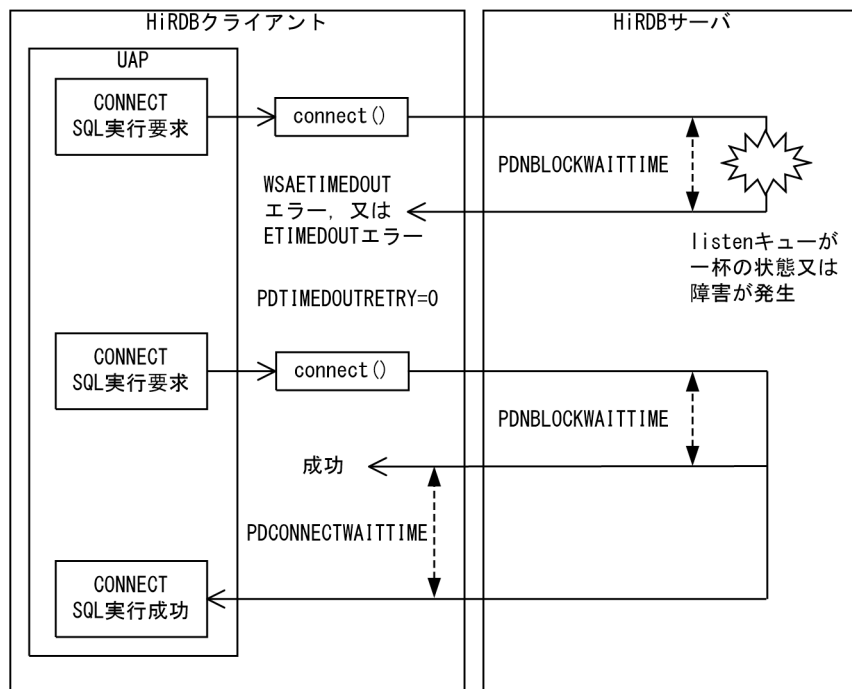 HiRDBクライアント
HiRDBサーバ
UAP
CONNECT
SQL実行要求
connect()
PDNBLOCKWAITTIME
WSAETIMEDOUT
エラー，又は
ETIMEDOUTエラー
listenキューが
一杯の状態又は
障害が発生
PDTIMEDOUTRETRY=0
CONNECT
SQL実行要求
connect()
PDNBLOCKWAITTIME
成功
PDCONNECTWAITTIME
CONNECT
SQL実行成功